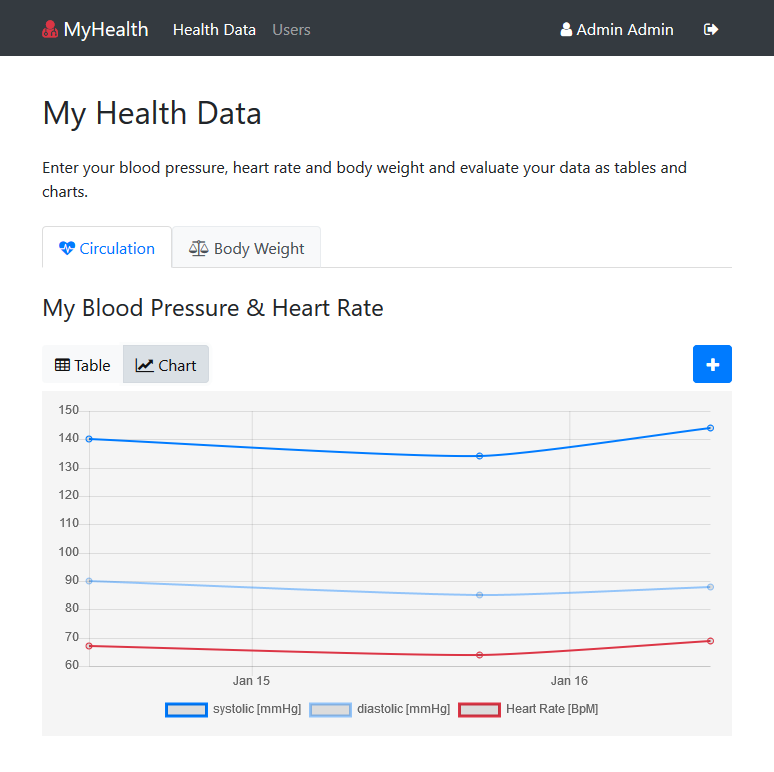 MyHealth Health Data Users Admin Admin
My Health Data
Enter your blood pressure, heart rate and body weight and evaluate your data as tables and
charts.
Circulation Body Weight
My Blood Pressure & Heart Rate
Table Chart
150
140
130
120
110
100
90
80
70
60
Jan 15 Jan 16
systolic [mmHg] diastolic [mmHg] Heart Rate [BpM]